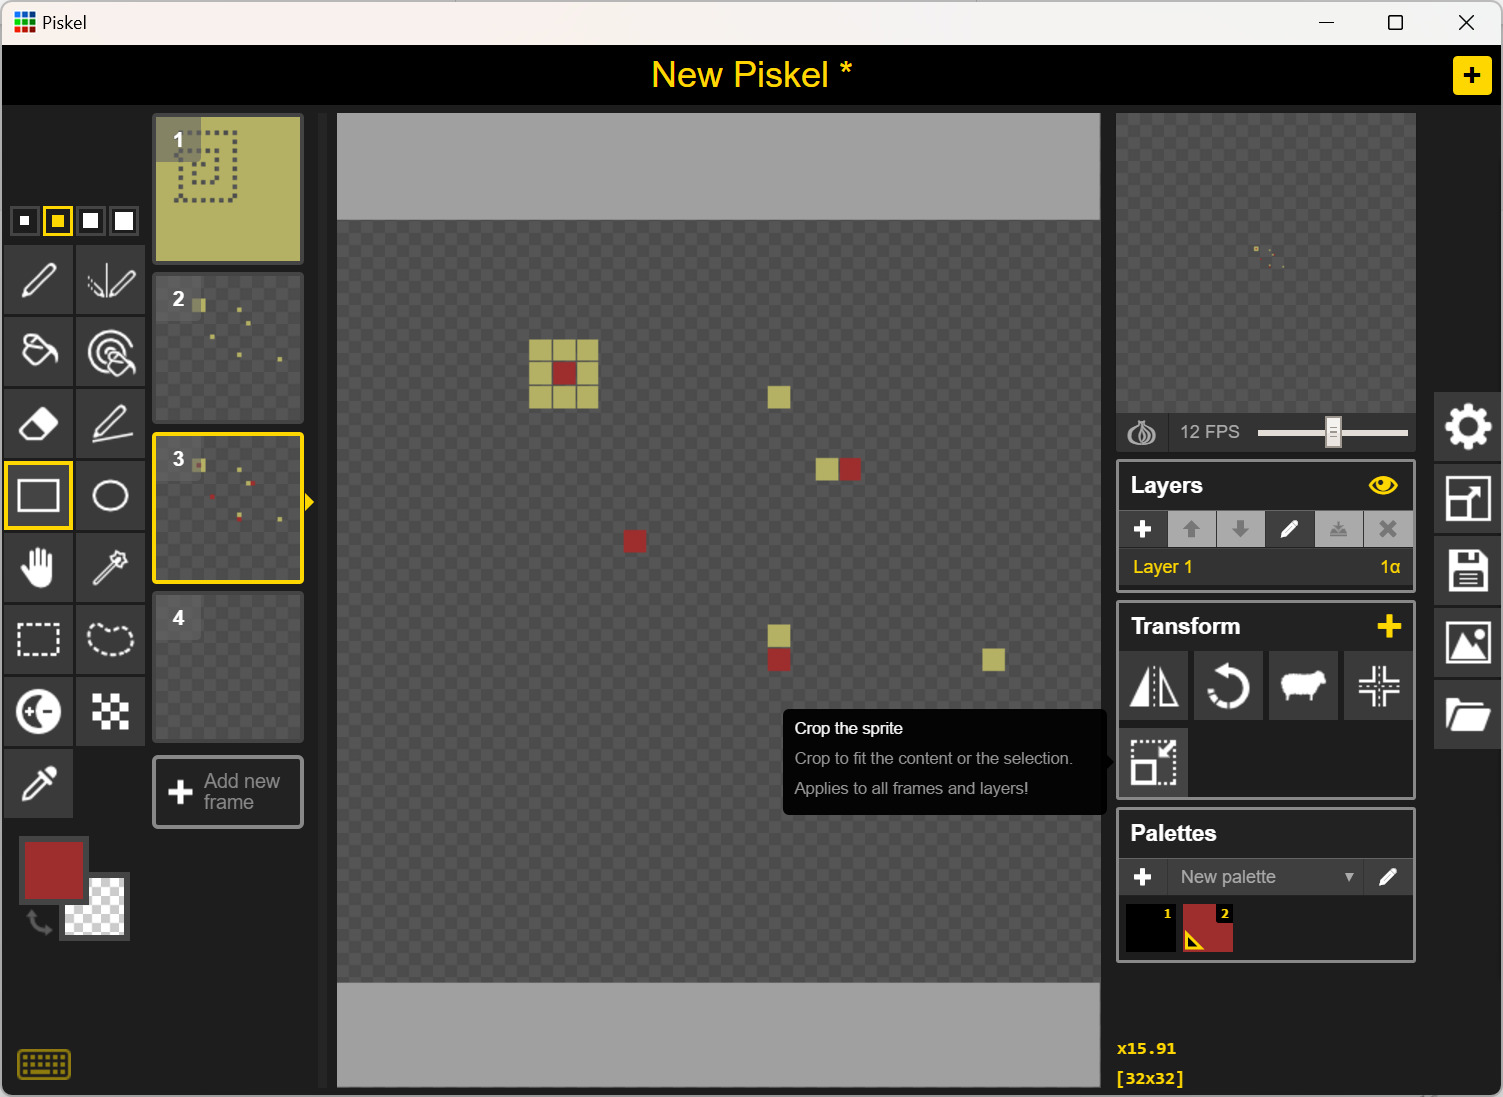 Piskel
New Piskel *
1
2
3
4
Add new
frame
12 FPS
Layers
Layer 1
1α
Transform
Crop the sprite
Crop to fit the content or the selection.
Applies to all frames and layers!
Palettes
New palette
1
2
x15.91
[32x32]